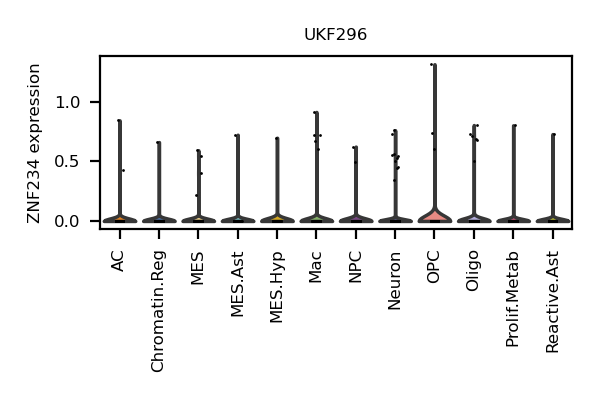 UKF296
ZNF234 expression
1.0
0.5
0.0
AC
Chromatin.Reg
MES
MES.Ast
MES.Hyp
Mac
NPC
Neuron
OPC
Oligo
Prolif.Metab
Reactive.Ast